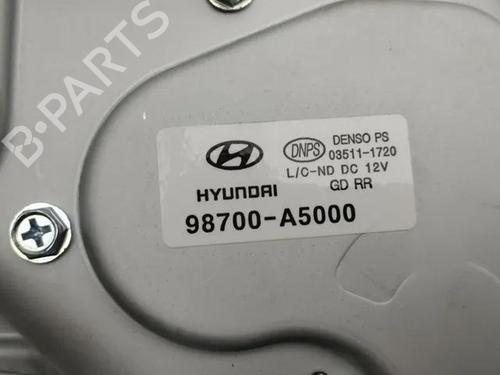 B-PARTS
HYUNDAI
98700-A5000
DNPS
DENSO PS
03511-1720
L/C-ND DC 12V
GD RR